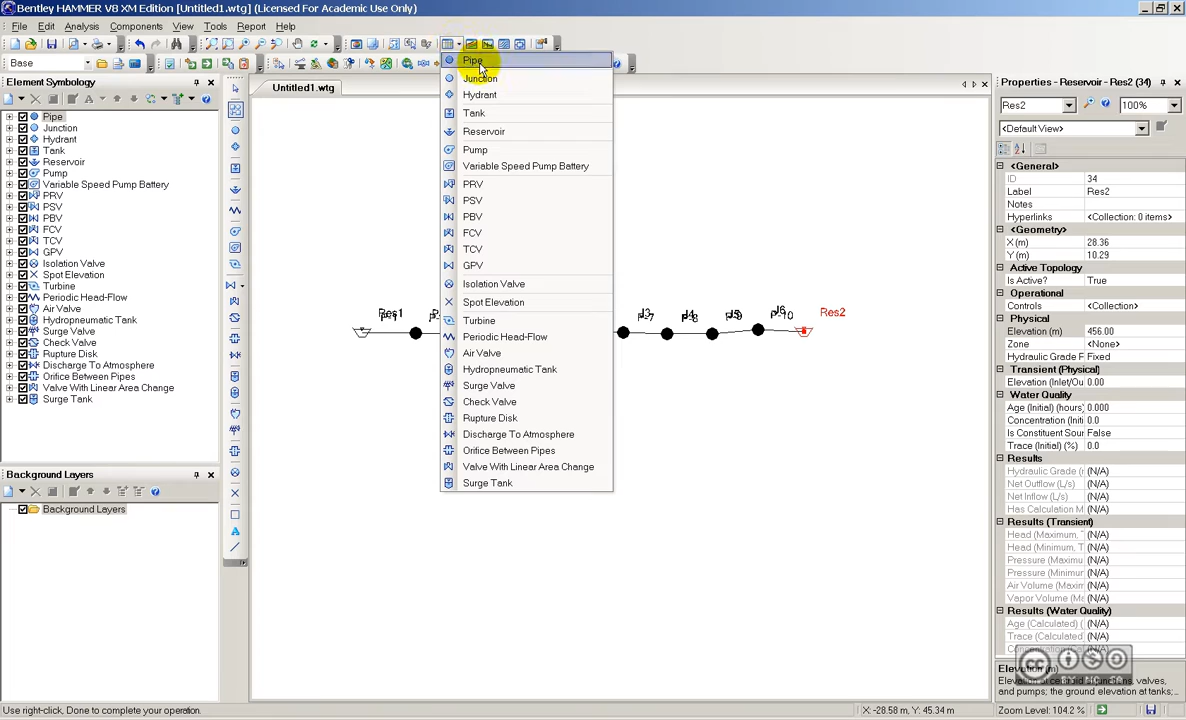 Bentley HAMMER V8 XM Edition [Untitled1.wtg] (Licensed For Academic Use Only)
File Edit Analysis Components View Tools Report Help
Base
Element Symbology
Pipe
Junction
Hydrant
Tank
Reservoir
Pump
Variable Speed Pump Battery
PRV
PSV
PBV
FCV
TCV
GPV
Isolation Valve
Spot Elevation
Turbine
Periodic Head-Flow
Air Valve
Hydropneumatic Tank
Surge Valve
Check Valve
Rupture Disk
Discharge To Atmosphere
Orifice Between Pipes
Valve With Linear Area Change
Surge Tank
Background Layers
Background Layers
Untitled1.wtg
Res1
Res2
Pipe
Junction
Hydrant
Tank
Reservoir
Pump
Variable Speed Pump Battery
PRV
PSV
PBV
FCV
TCV
GPV
Isolation Valve
Spot Elevation
Turbine
Periodic Head-Flow
Air Valve
Hydropneumatic Tank
Surge Valve
Check Valve
Rupture Disk
Discharge To Atmosphere
Orifice Between Pipes
Valve With Linear Area Change
Surge Tank
Properties - Reservoir - Res2 (34)
Res2 100%
<Default View>
<General>
ID 34
Label Res2
Notes
Hyperlinks <Collection: 0 items>
<Geometry>
X (m) 28.36
Y (m) 10.29
Active Topology
Is Active? True
Operational
Controls <Collection>
Physical
Elevation (m) 456.00
Zone <None>
Hydraulic Grade F Fixed
Transient (Physical)
Elevation (Inlet/Ou 0.00
Water Quality
Age (Initial) (hours) 0.000
Concentration (Initi 0.0
Is Constituent Sour False
Trace (Initial) (%) 0.0
Results
Hydraulic Grade (r (N/A)
Net Outflow (L/s) (N/A)
Net Inflow (L/s) (N/A)
Has Calculation M (N/A)
Results (Transient)
Head (Maximum, T (N/A)
Head (Minimum, T (N/A)
Pressure (Maximu (N/A)
Pressure (Minimur (N/A)
Air Volume (Maxim (N/A)
Vapor Volume (Ma (N/A)
Results (Water Quality)
Age (Calculated) ( (N/A)
Trace (Calculated (N/A)
Elevation (m)
and pumps; the ground elevation at tanks;
Use right-click, Done to complete your operation.
X: -28.58 m, Y: 45.34 m
Zoom Level: 104.2 %